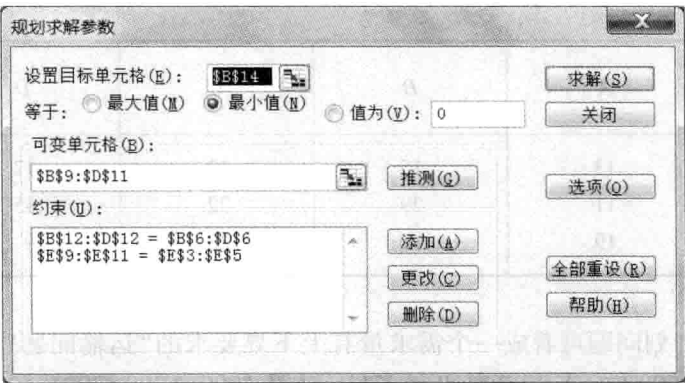 规划求解参数
设置目标单元格(E): $B$14 求解(S)
等于: 最大值(M) 最小值(N) 值为(V): 0 关闭
可变单元格(B):
$B$9:$D$11 推测(G) 选项(O)
约束(U):
$B$12:$D$12 = $B$6:$D$6
$E$9:$E$11 = $E$3:$E$5
添加(A)
更改(C) 全部重设(R)
删除(D) 帮助(H)